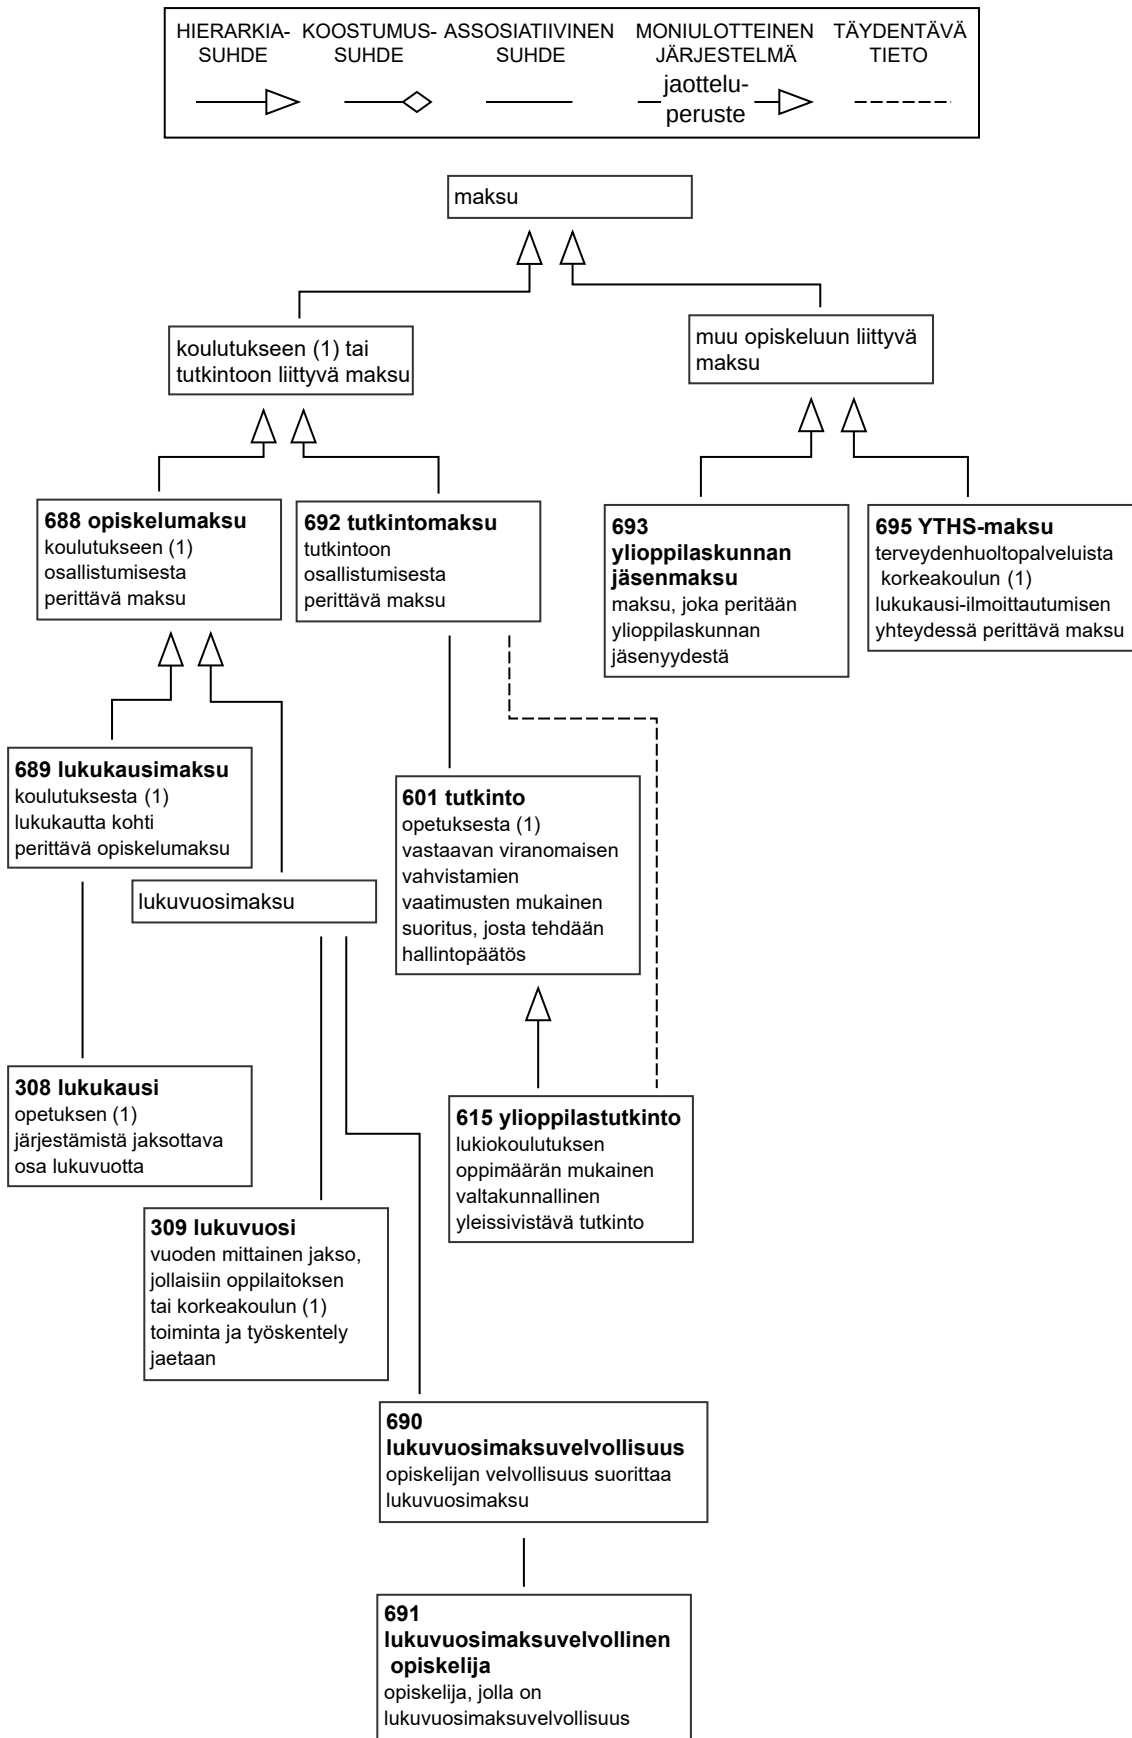 HIERARKIA-
SUHDE
KOOSTUMUS-
SUHDE
ASSOSIATIIVINEN
SUHDE
MONIULOTTEINEN
JÄRJESTELMÄ
TÄYDENTÄVÄ
TIETO
jaottelu-
peruste
maksu
koulutukseen (1) tai
tutkintoon liittyvä maksu
muu opiskeluun liittyvä
maksu
688 opiskelumaksu
koulutukseen (1)
osallistumisesta
perittävä maksu
692 tutkintomaksu
tutkintoon
osallistumisesta
perittävä maksu
693
ylioppilaskunnan
jäsenmaksu
maksu, joka peritään
ylioppilaskunnan
jäsenyydestä
695 YTHS-maksu
terveydenhuoltopalveluista
korkeakoulun (1)
lukukausi-ilmoittautumisen
yhteydessä perittävä maksu
689 lukukausimaksu
koulutuksesta (1)
lukukautta kohti
perittävä opiskelumaksu
lukuvuosimaksu
601 tutkinto
opetuksesta (1)
vastaavan viranomaisen
vahvistamien
vaatimusten mukainen
suoritus, josta tehdään
hallintopäätös
308 lukukausi
opetuksen (1)
järjestämistä jaksottava
osa lukuvuotta
615 ylioppilastutkinto
lukiokoulutuksen
oppimäärän mukainen
valtakunnallinen
yleissivistävä tutkinto
309 lukuvuosi
vuoden mittainen jakso,
jollaisiin oppilaitoksen
tai korkeakoulun (1)
toiminta ja työskentely
jaetaan
690
lukuvuosimaksuvelvollisuus
opiskelijan velvollisuus suorittaa
lukuvuosimaksu
691
lukuvuosimaksuvelvollinen
opiskelija
opiskelija, jolla on
lukuvuosimaksuvelvollisuus